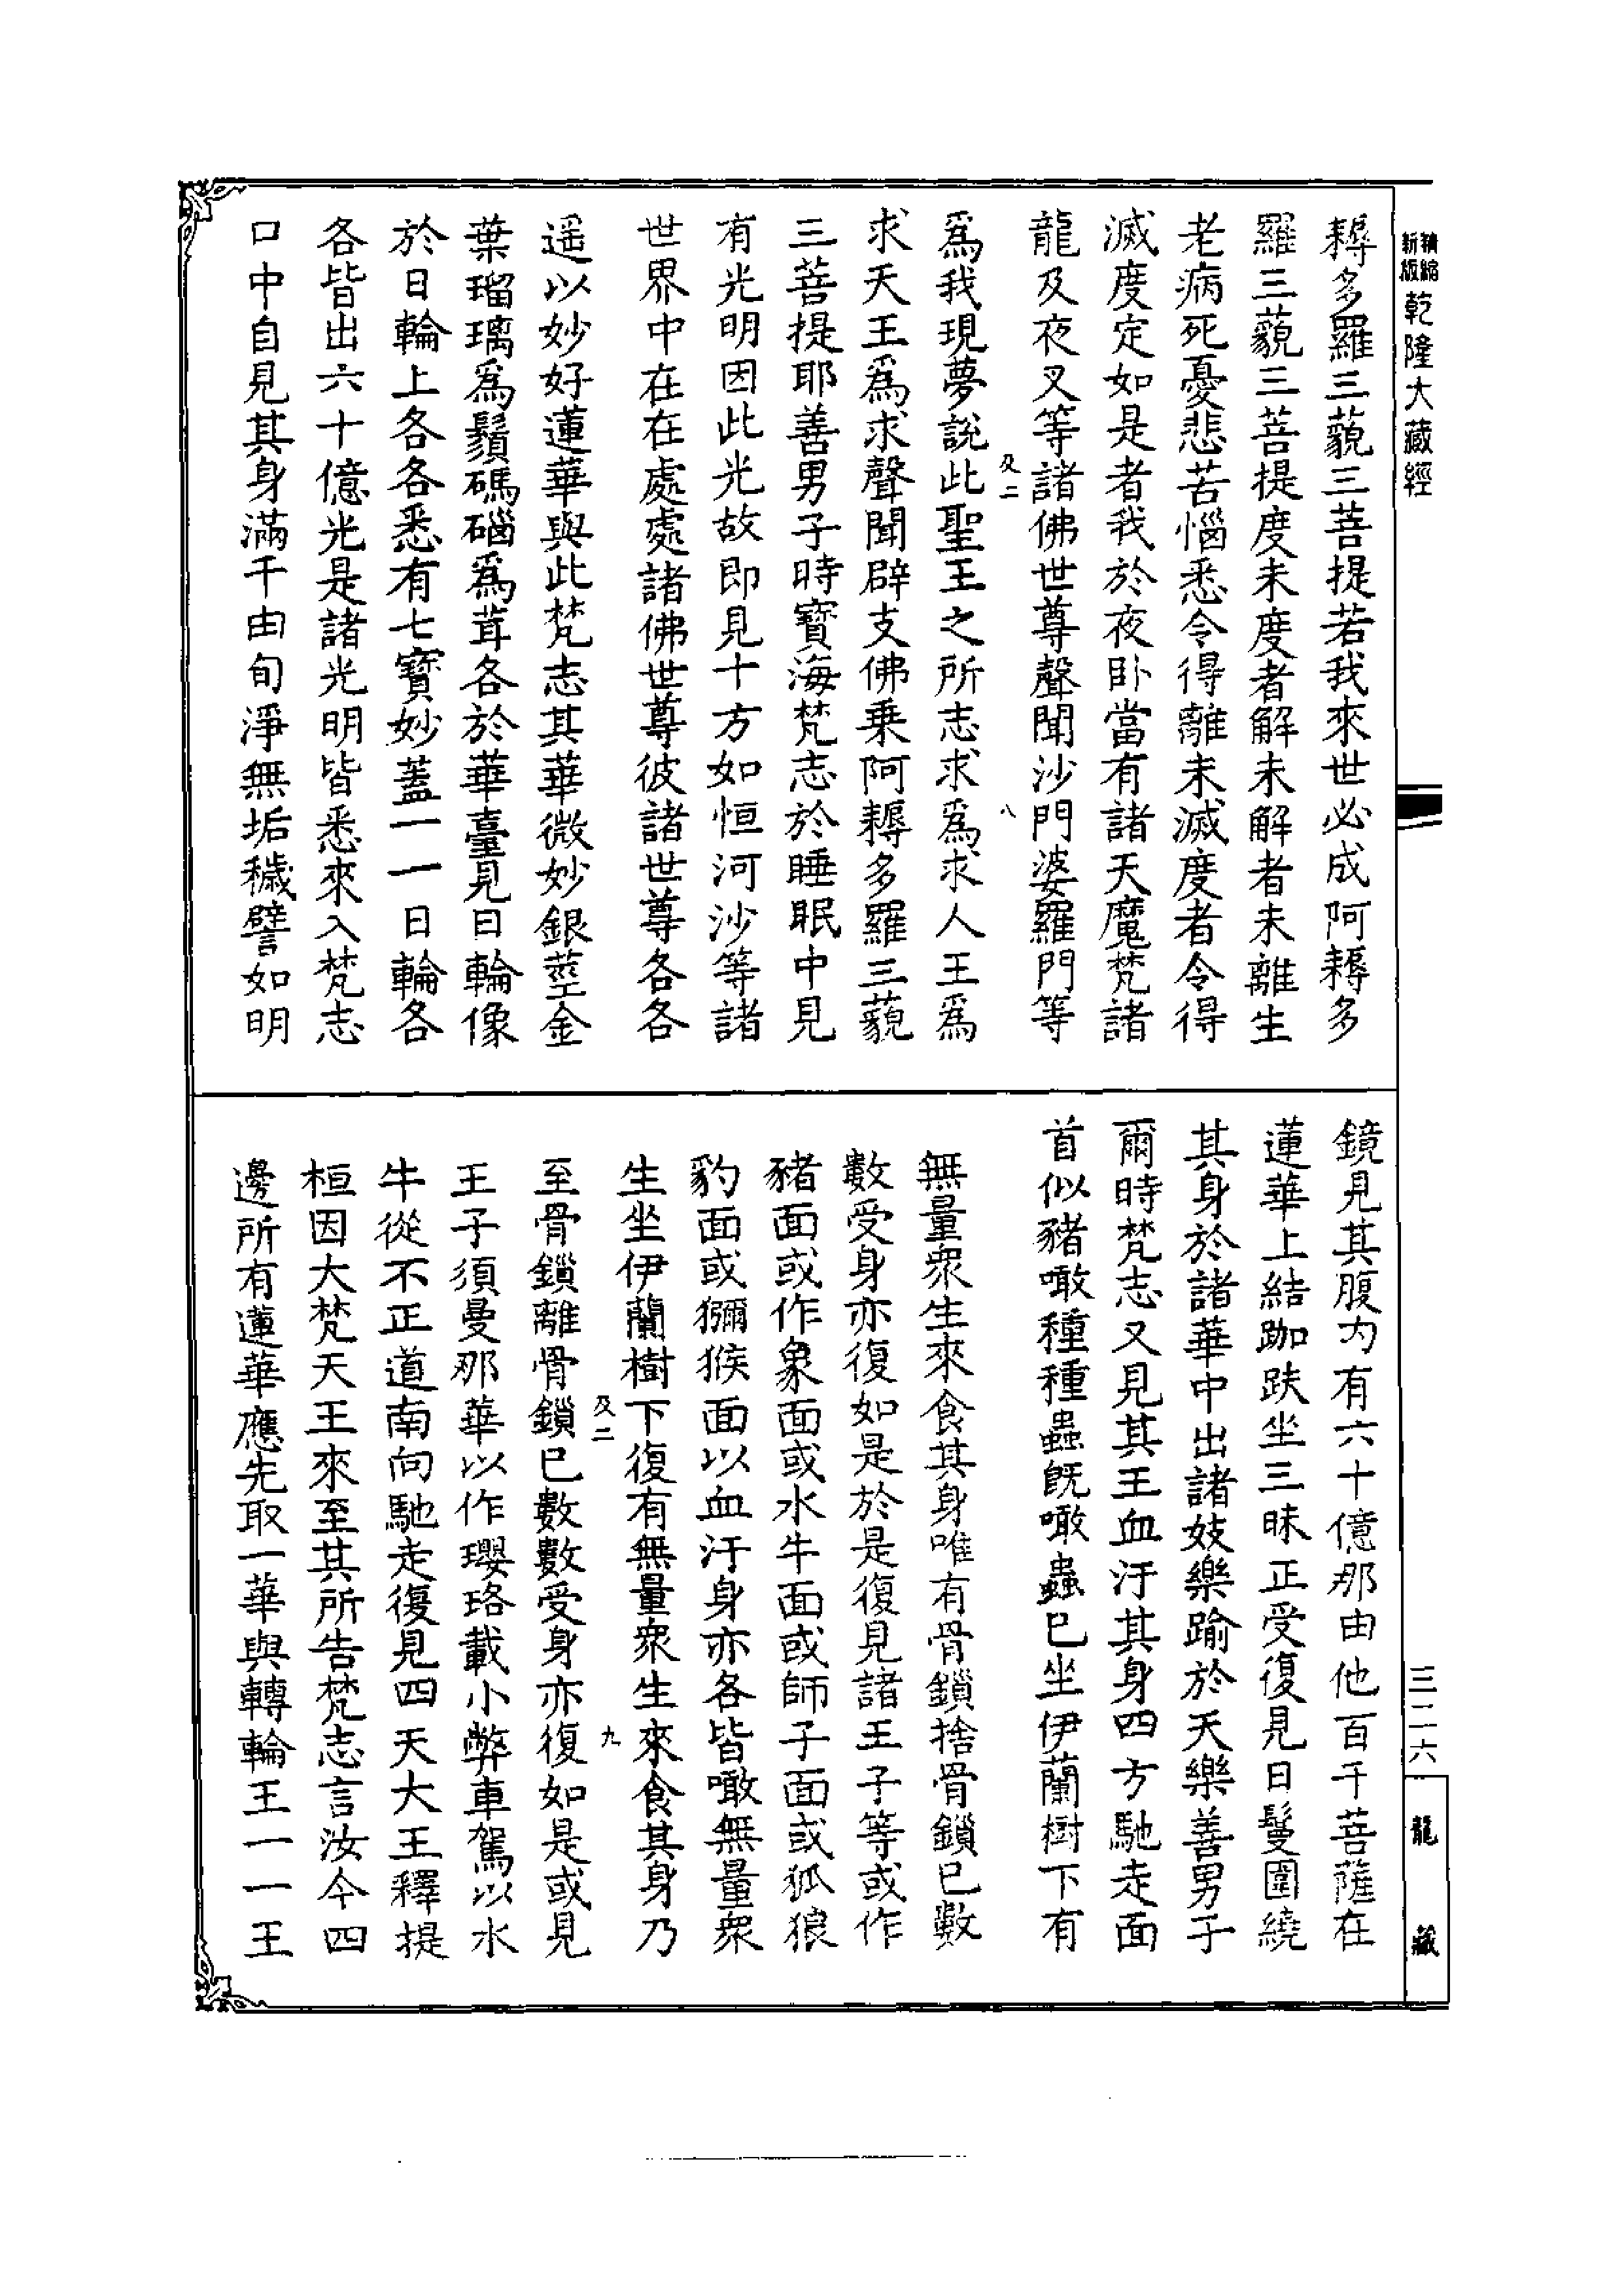 新版精縮乾隆大藏經
耨多羅三藐三菩提若我來世必成阿耨多
羅三藐三菩提度未度者解未解者未離生
老病死憂悲苦惱悉令得離未滅度者令得
滅度定如是者我於夜卧當有諸天魔梵諸
龍及夜叉等諸佛世尊聲聞沙門婆羅門等
及二
八
爲我現夢說此聖王之所志求爲求人王爲
求天王爲求聲聞辟支佛乘阿耨多羅三藐
三菩提耶善男子時寶海梵志於睡眠中見
有光明因此光故即見十方如恒河沙等諸
世界中在在處處諸佛世尊彼諸世尊各各
遥以妙好蓮華與此梵志其華微妙銀莖金
葉瑠璃爲鬚碼碯爲茸各於華臺見日輪像
於日輪上各各悉有七寶妙蓋一一日輪各
各皆出六十億光是諸光明皆悉來入梵志
口中自見其身滿千由旬淨無垢穢譬如明
鏡見其腹内有六十億那由他百千菩薩在
蓮華上結跏趺坐三昧正受復見日鬘圍繞
其身於諸華中出諸妓樂踰於天樂善男子
爾時梵志又見其王血汙其身四方馳走面
首似豬噉種種蟲既噉蟲已坐伊蘭樹下有
無量衆生來食其身唯有骨鎖捨骨鎖已數
數受身亦復如是於是復見諸王子等或作
豬面或作象面或水牛面或師子面或狐狼
豹面或獼猴面以血汙身亦各皆噉無量衆
生坐伊蘭樹下復有無量衆生來食其身乃
及二
九
至骨鎖離骨鎖已數數受身亦復如是或見
王子須曼那華以作瓔珞載小弊車駕以水
牛從不正道南向馳走復見四天大王釋提
桓因大梵天王來至其所告梵志言汝今四
邊所有蓮華應先取一華與轉輪王一一王
三二六
龍藏